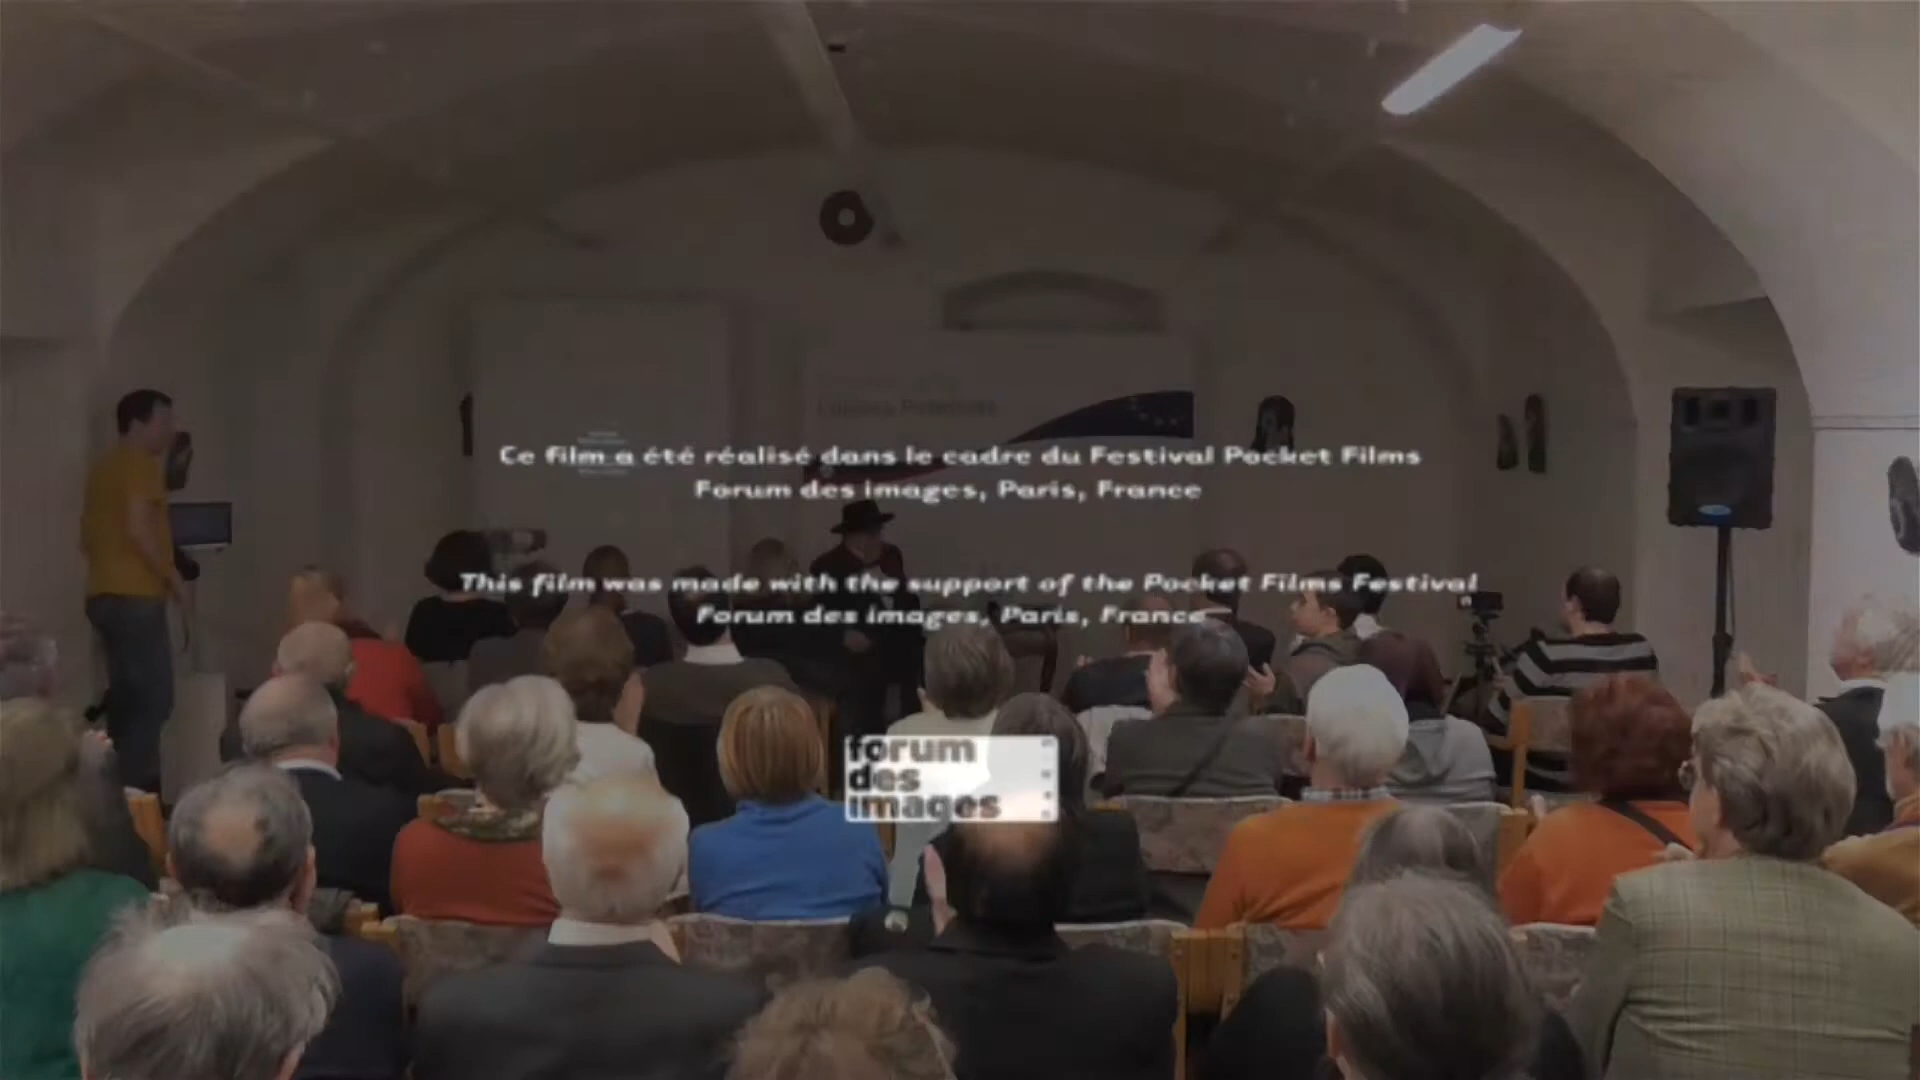 Ce film a été réalisé dans le cadre du Festival Pocket Films
Forum des images, Paris, France
This film was made with the support of the Pocket Films Festival
Forum des images, Paris, France
forum
des
images